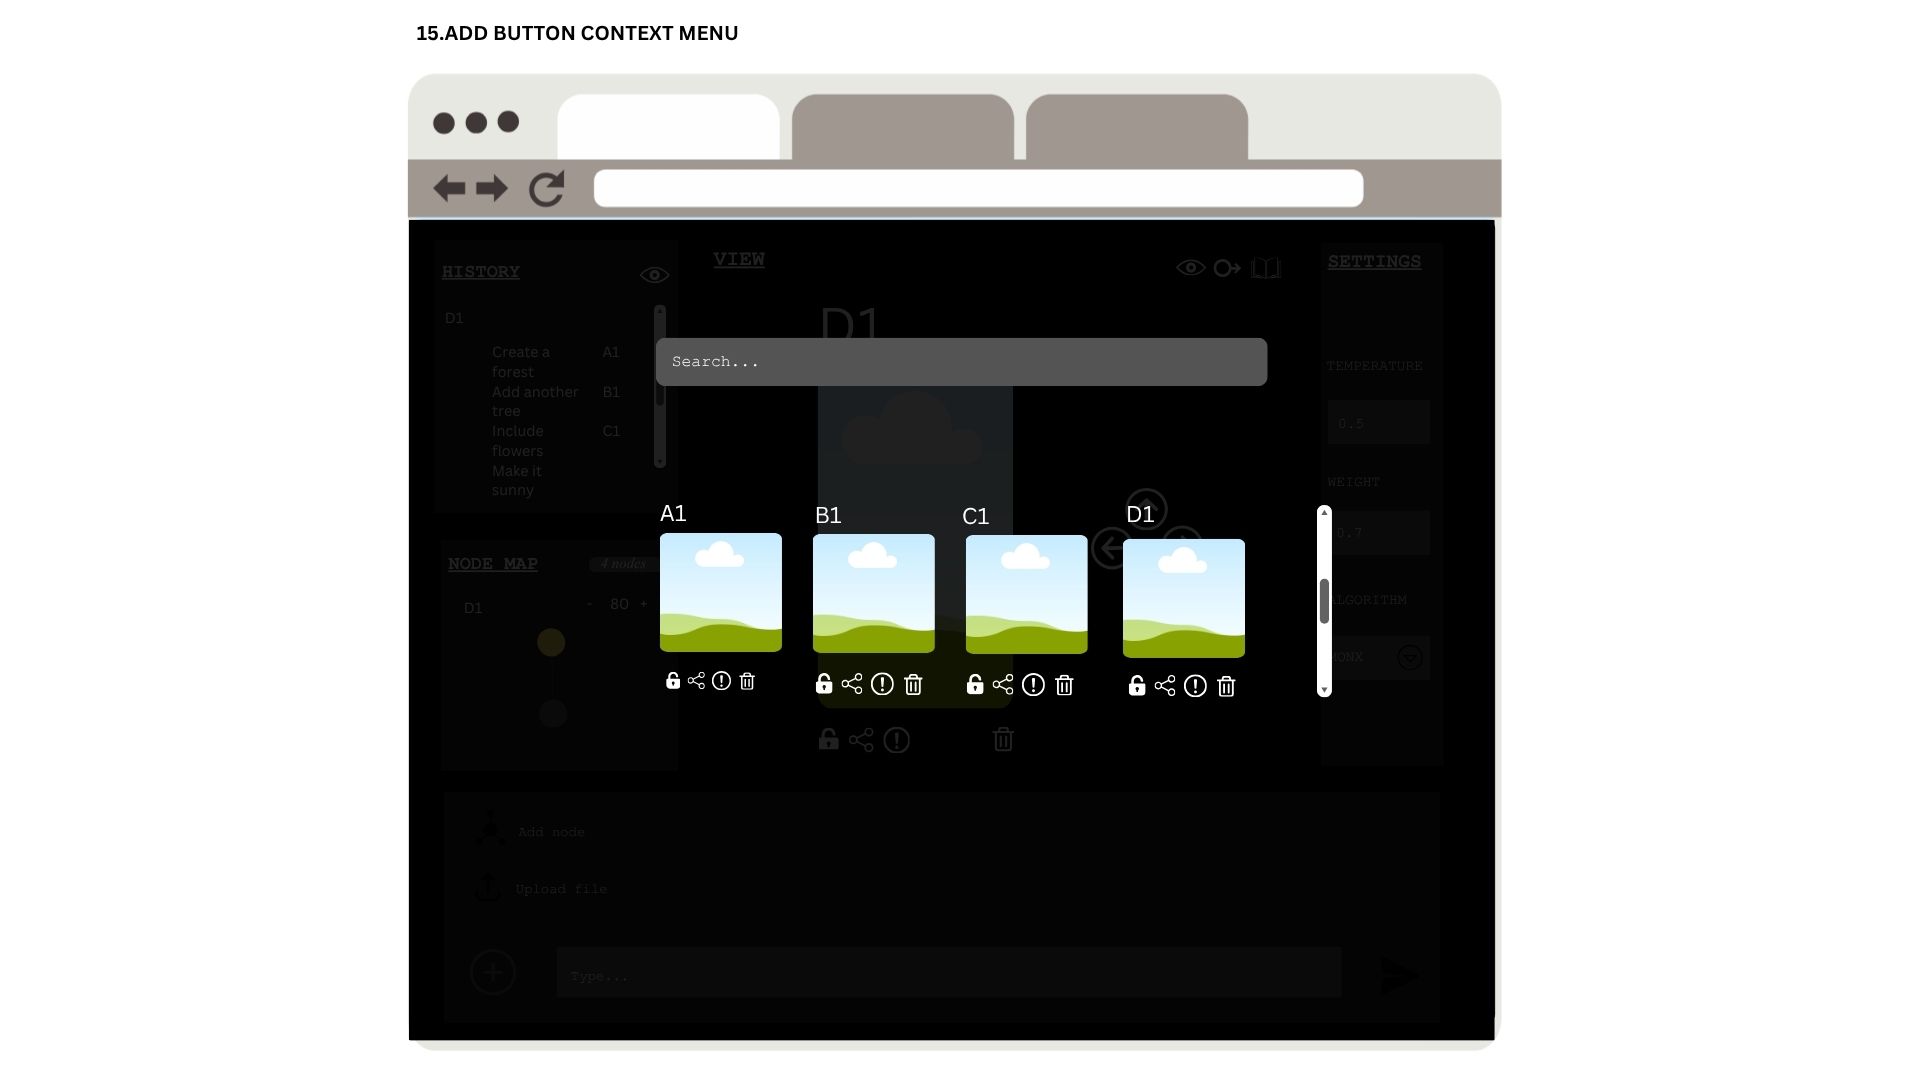 15.ADD BUTTON CONTEXT MENU
HISTORY
VIEW
SETTINGS
D1
D1
Create a
forest
A1
Add another
tree
B1
Include
flowers
C1
Make it
sunny
Search...
TEMPERATURE
0.5
WEIGHT
0.7
ALGORITHM
MONX
A1
B1
C1
D1
NODE MAP
4 nodes
D1
- 80 +
Add node
Upload file
Type...